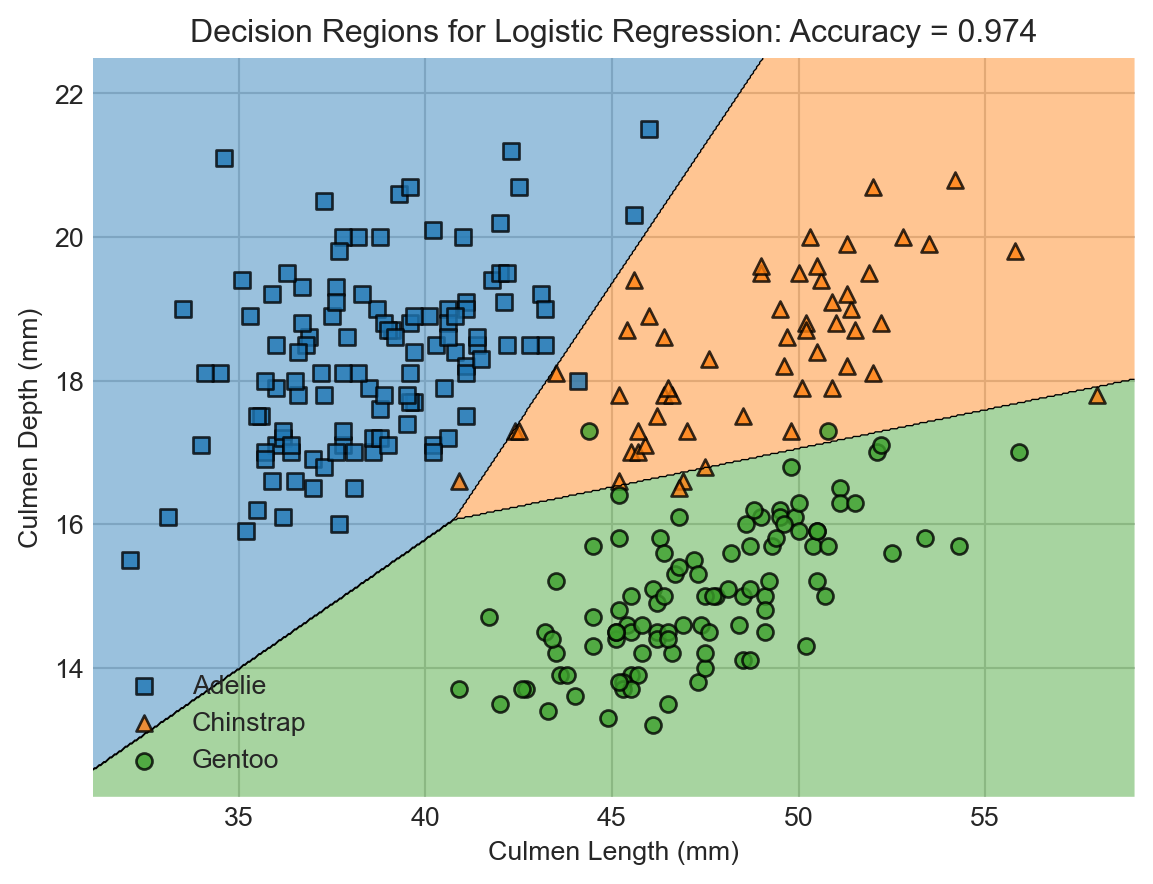 Decision Regions for Logistic Regression: Accuracy = 0.974
22
20
18
16
14
Culmen Depth (mm)
Adelie
Chinstrap
Gentoo
35 40 45 50 55
Culmen Length (mm)